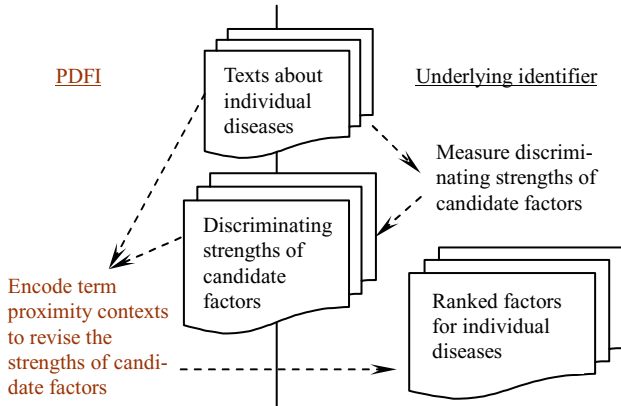 PDFI
Texts about
individual
diseases
Underlying identifier
Measure discrimi-
nating strengths of
candidate factors
Discriminating
strengths of
candidate
factors
Encode term
proximity contexts
to revise the
strengths of candi-
date factors
Ranked factors
for individual
diseases